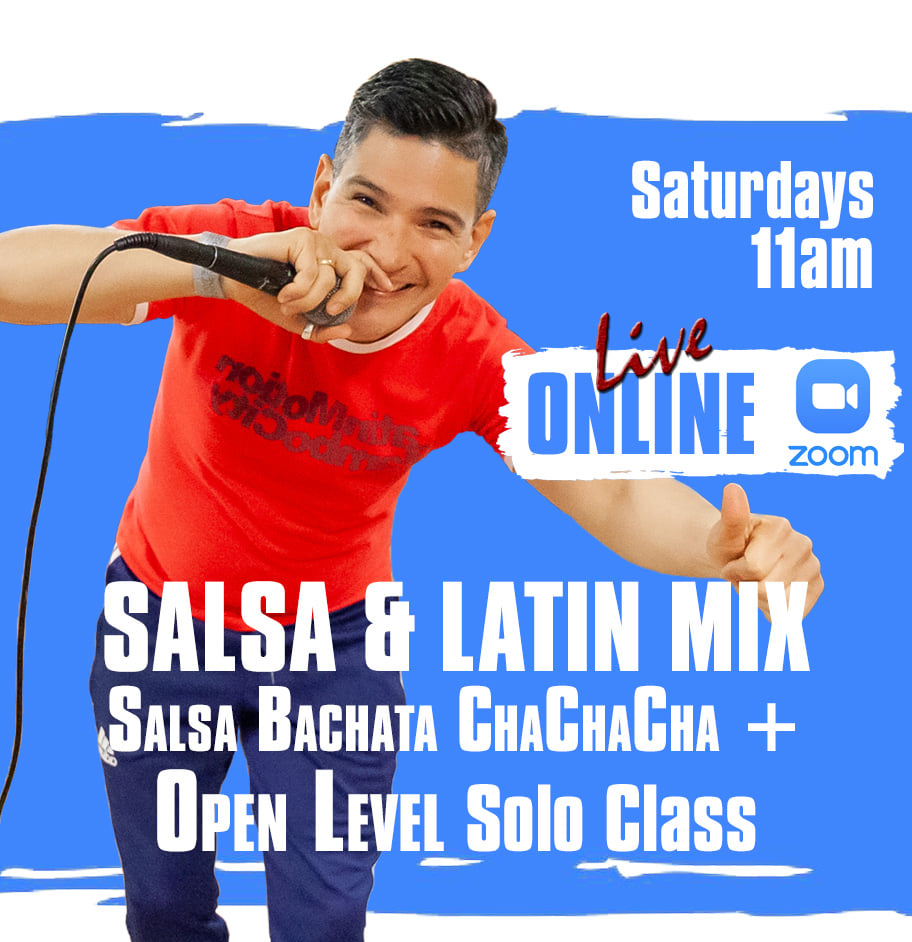 Saturdays
11am
Live
ONLINE
zoom
SALSA & LATIN MIX
SALSA BACHATA CHACHACHA +
OPEN LEVEL Solo Class